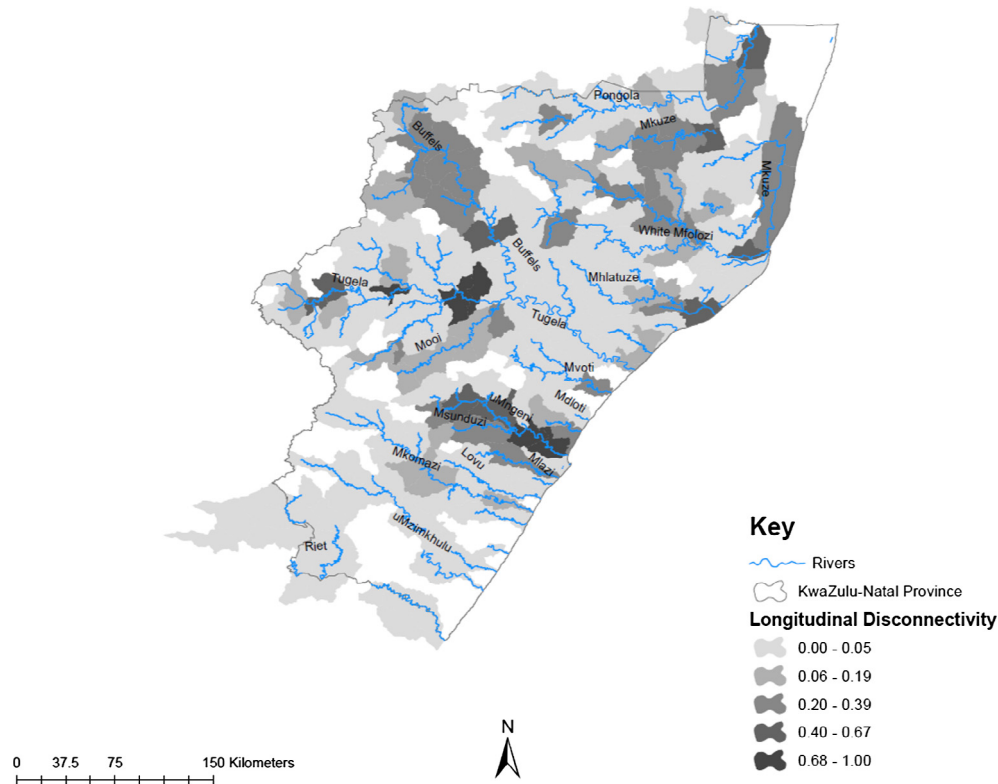 Pongola
Mkuze
Buffels
Mkuze
White Mfolozi
Buffels
Mhlatuze
Tugela
Tugela
Mooi
Mvoti
Mdloti
uMngeni
Msunduzi
Mkomazi
Lovu
Mlazi
uMzimkhulu
Riet
Key
Rivers
KwaZulu-Natal Province
Longitudinal Disconnectivity
0.00 - 0.05
0.06 - 0.19
0.20 - 0.39
0.40 - 0.67
0.68 - 1.00
N
0 37.5 75 150 Kilometers